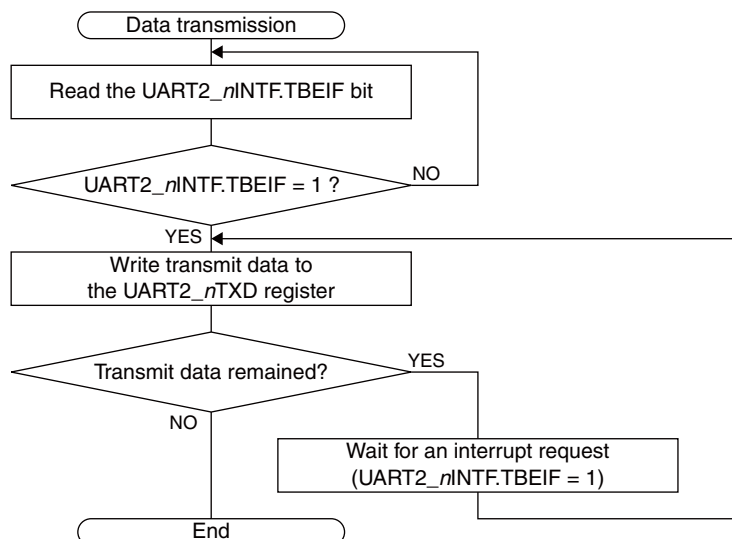 Data transmission
Read the UART2_nINTF.TBEIF bit
UART2_nINTF.TBEIF = 1 ?
NO
YES
Write transmit data to
the UART2_nTXD register
Transmit data remained?
YES
NO
Wait for an interrupt request
(UART2_nINTF.TBEIF = 1)
End